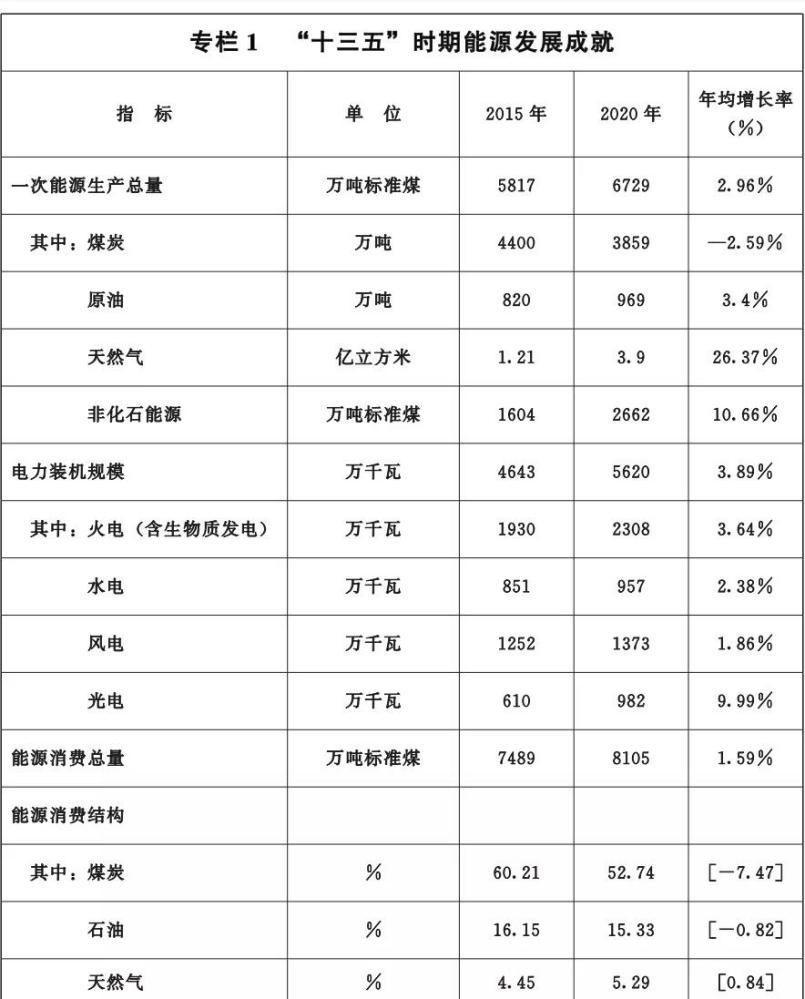 专栏1 “十三五”时期能源发展成就
指 标 单 位 2015年 2020年 年均增长率（%）
一次能源生产总量 万吨标准煤 5817 6729 2.96%
其中：煤炭 万吨 4400 3859 —2.59%
原油 万吨 820 969 3.4%
天然气 亿立方米 1.21 3.9 26.37%
非化石能源 万吨标准煤 1604 2662 10.66%
电力装机规模 万千瓦 4643 5620 3.89%
其中：火电（含生物质发电） 万千瓦 1930 2308 3.64%
水电 万千瓦 851 957 2.38%
风电 万千瓦 1252 1373 1.86%
光电 万千瓦 610 982 9.99%
能源消费总量 万吨标准煤 7489 8105 1.59%
能源消费结构
其中：煤炭 % 60.21 52.74 [－7.47]
石油 % 16.15 15.33 [－0.82]
天然气 % 4.45 5.29 [0.84]